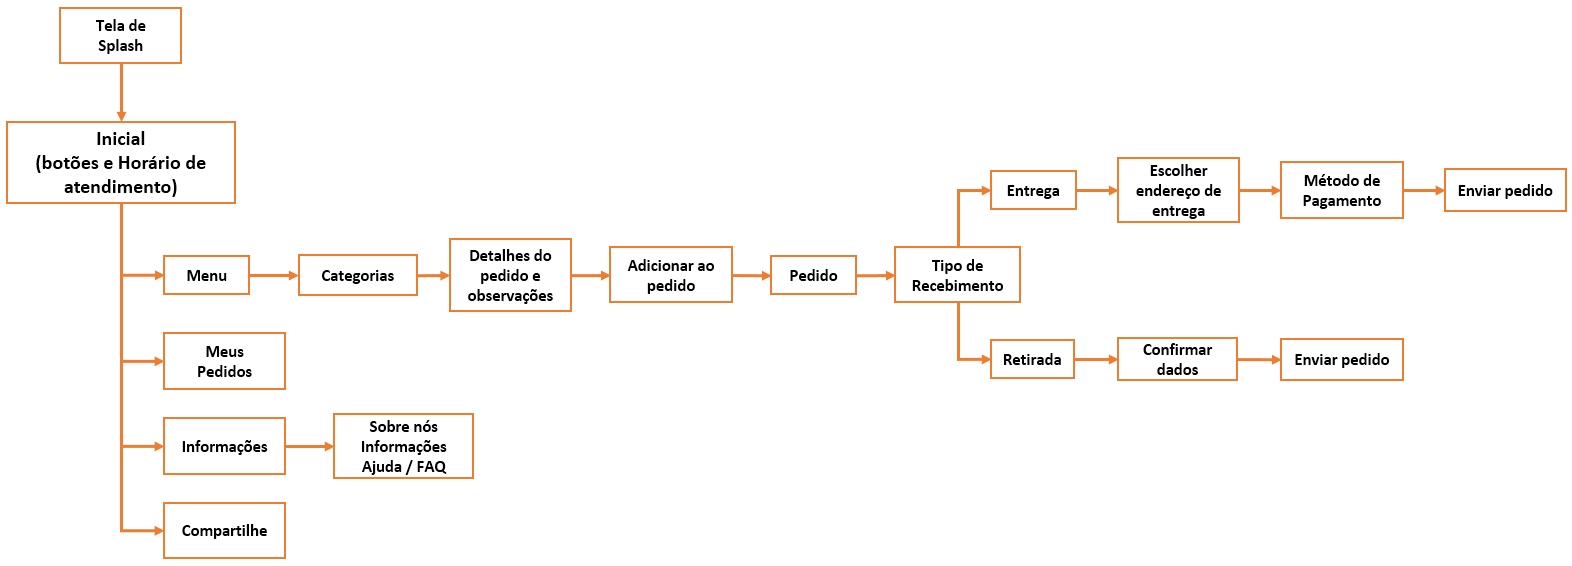 Tela de
Splash
Inicial
(botões e Horário de
atendimento)
Menu
Categorias
Detalhes do
pedido e
observações
Adicionar ao
pedido
Pedido
Tipo de
Recebimento
Entrega
Escolher
endereço de
entrega
Método de
Pagamento
Enviar pedido
Retirada
Confirmar
dados
Enviar pedido
Meus
Pedidos
Informações
Sobre nós
Informações
Ajuda / FAQ
Compartilhe